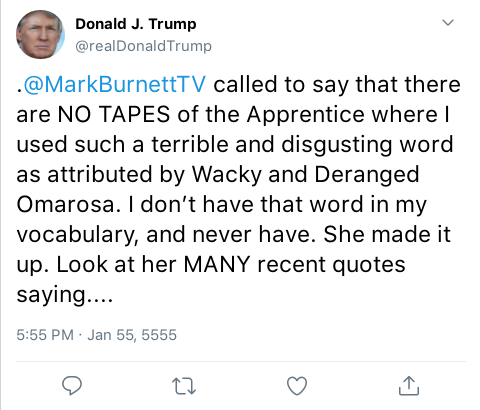 Donald J. Trump
@realDonaldTrump
.@MarkBurnettTV called to say that there
are NO TAPES of the Apprentice where I
used such a terrible and disgusting word
as attributed by Wacky and Deranged
Omarosa. I don’t have that word in my
vocabulary, and never have. She made it
up. Look at her MANY recent quotes
saying....
5:55 PM · Jan 55, 5555